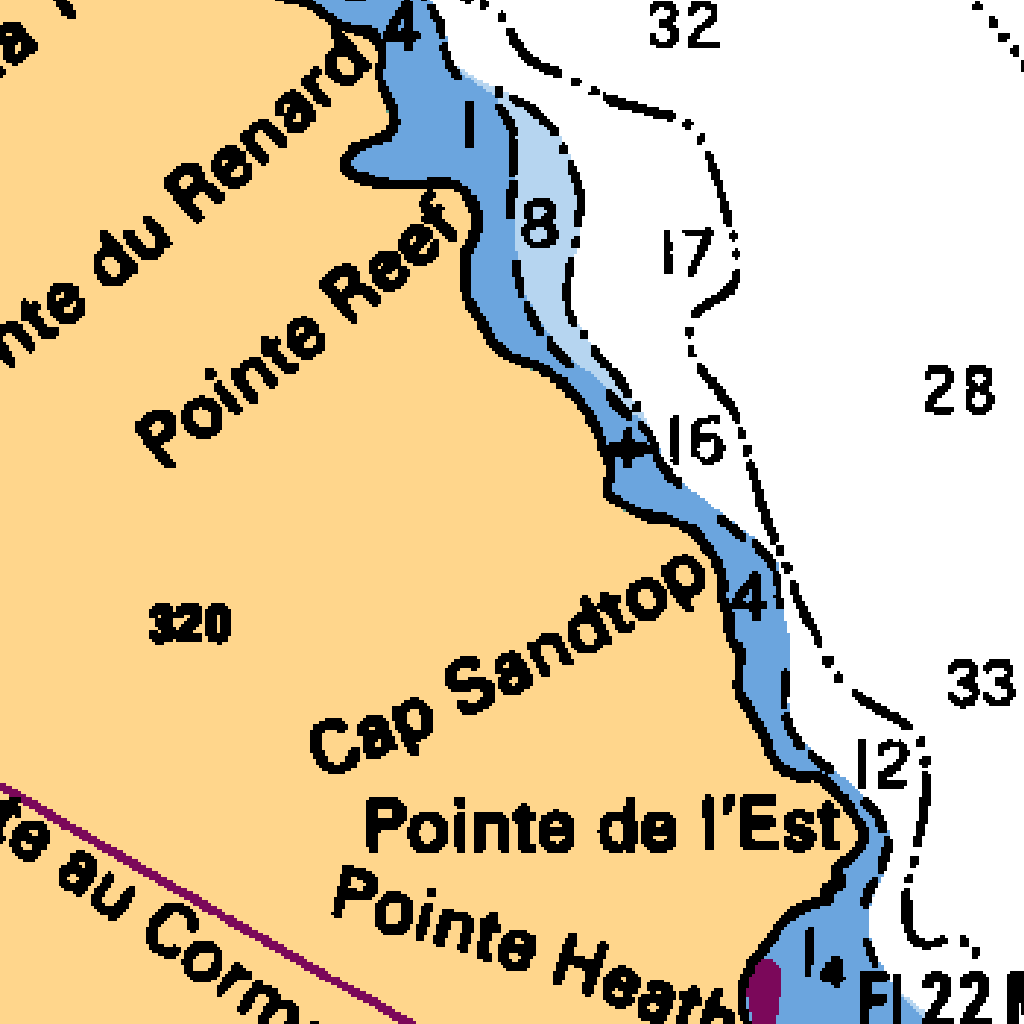 4
32
du Renard
1
8
Pointe Reef
17
28
16
4
320
Cap Sandtop
33
12
Pointe de l'Est
au
Pointe Heath
1
Fl 22